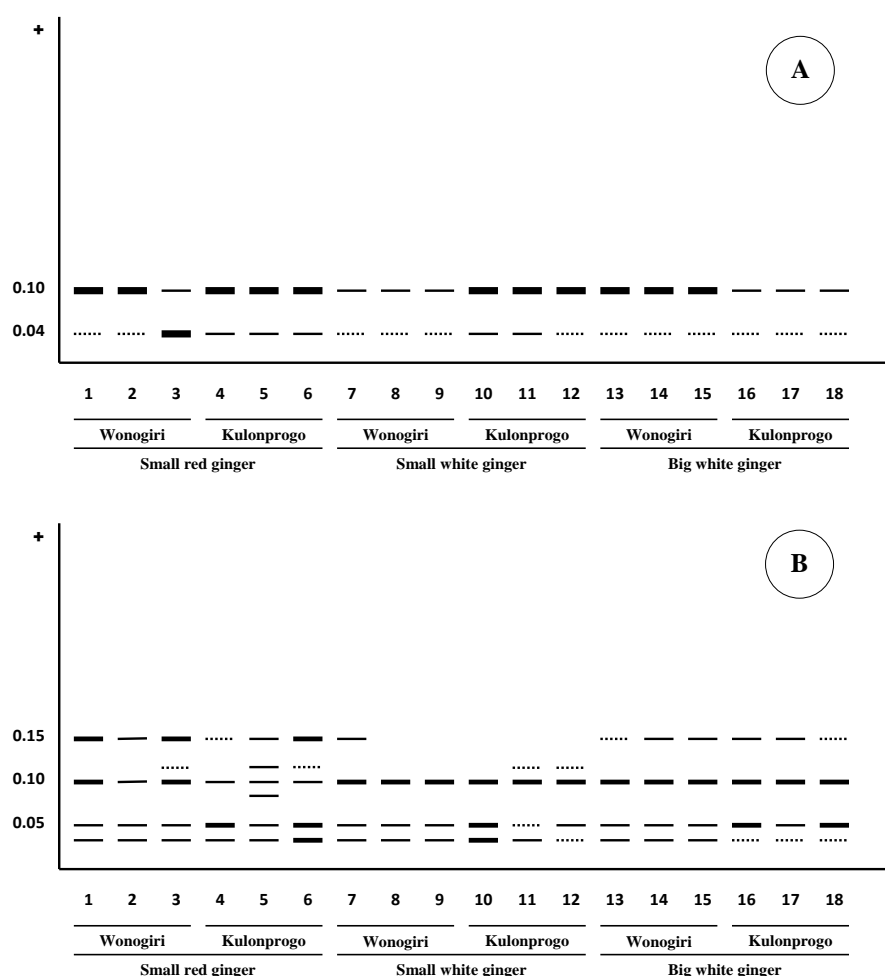 +
A
0.10
0.04
1 2 3 4 5 6 7 8 9 10 11 12 13 14 15 16 17 18
Wonogiri Kulonprogo Wonogiri Kulonprogo Wonogiri Kulonprogo
Small red ginger Small white ginger Big white ginger
+
B
0.15
0.10
0.05
1 2 3 4 5 6 7 8 9 10 11 12 13 14 15 16 17 18
Wonogiri Kulonprogo Wonogiri Kulonprogo Wonogiri Kulonprogo
Small red ginger Small white ginger Big white ginger